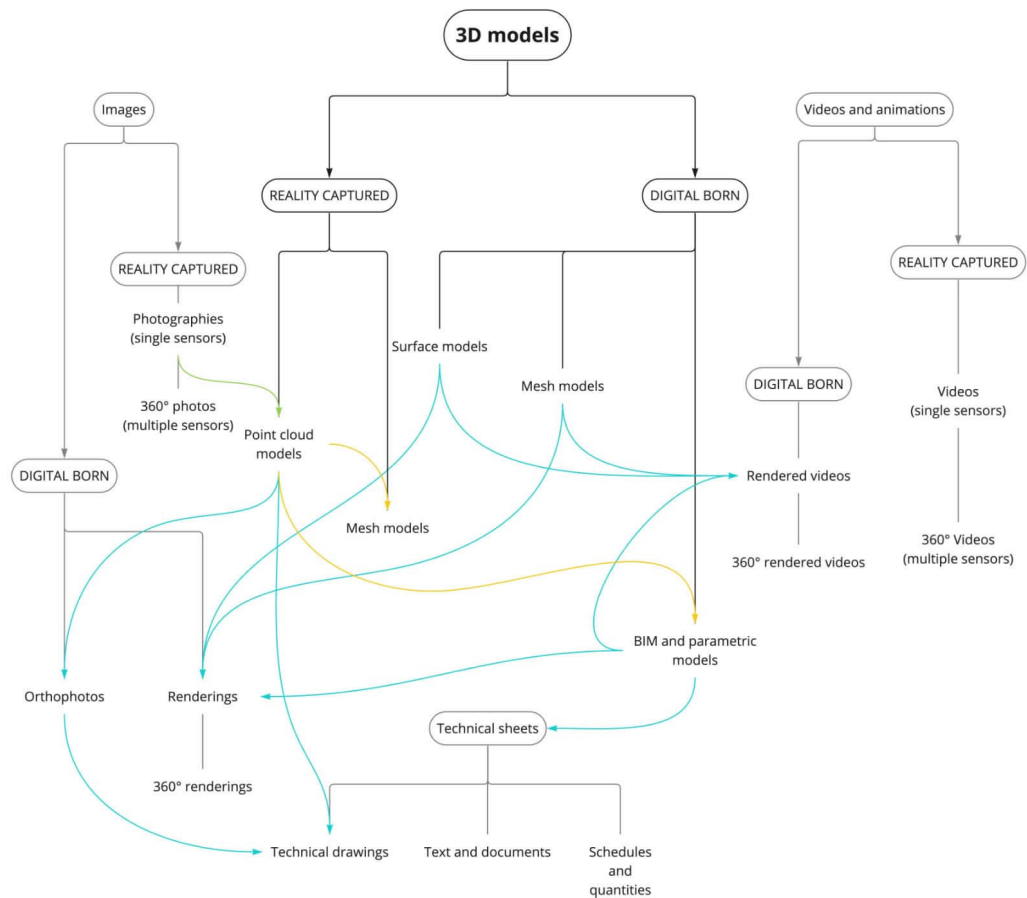 3D models
Images
Videos and animations
REALITY CAPTURED
DIGITAL BORN
REALITY CAPTURED
REALITY CAPTURED
Photographies
(single sensors)
Surface models
Mesh models
DIGITAL BORN
Videos
(single sensors)
360° photos
(multiple sensors)
Point cloud
models
DIGITAL BORN
Rendered videos
Mesh models
360° rendered videos
360° Videos
(multiple sensors)
BIM and parametric
models
Orthophotos
Renderings
Technical sheets
360° renderings
Technical drawings
Text and documents
Schedules
and
quantities